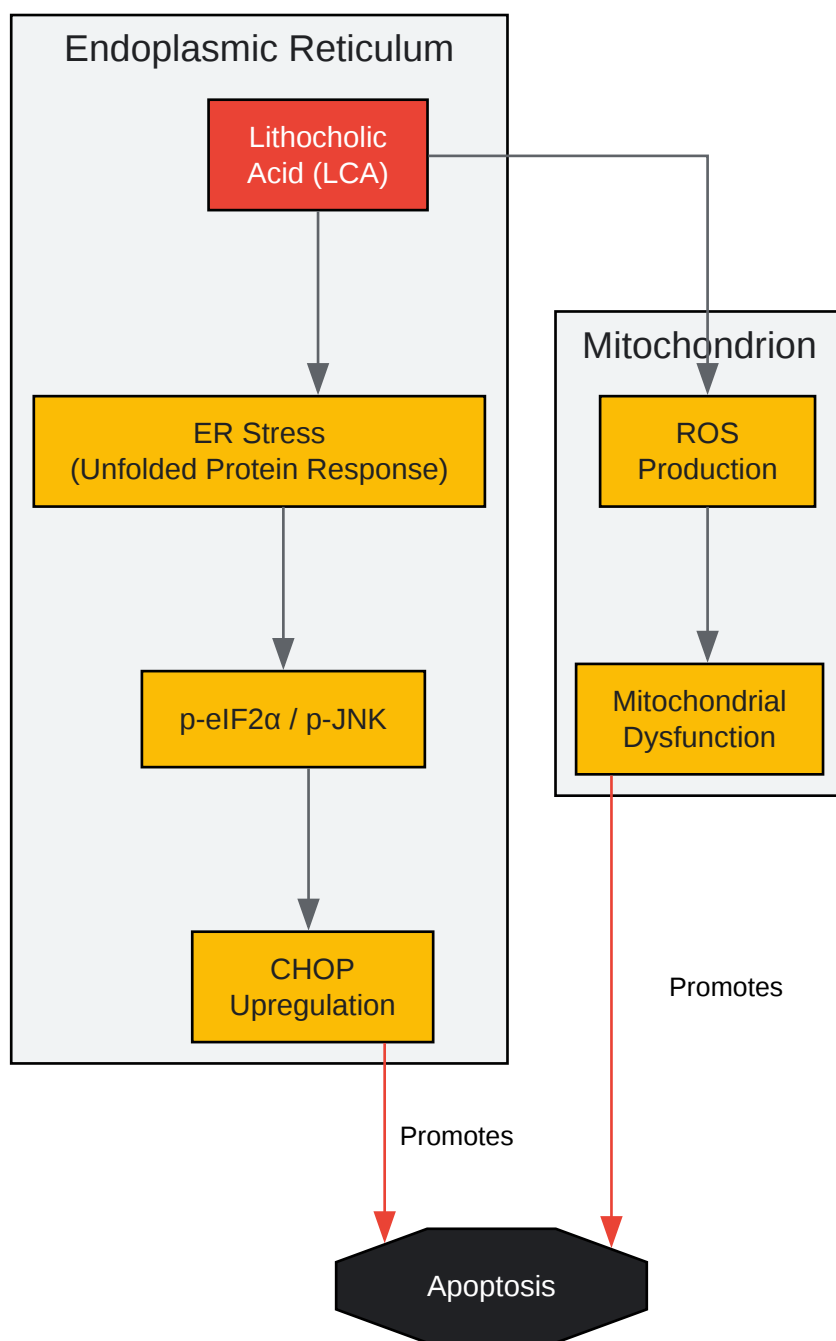 Endoplasmic Reticulum
Lithocholic
Acid (LCA)
Mitochondrion
ER Stress
(Unfolded Protein Response)
ROS
Production
p-eIF2α / p-JNK
Mitochondrial
Dysfunction
CHOP
Upregulation
Promotes
Promotes
Apoptosis